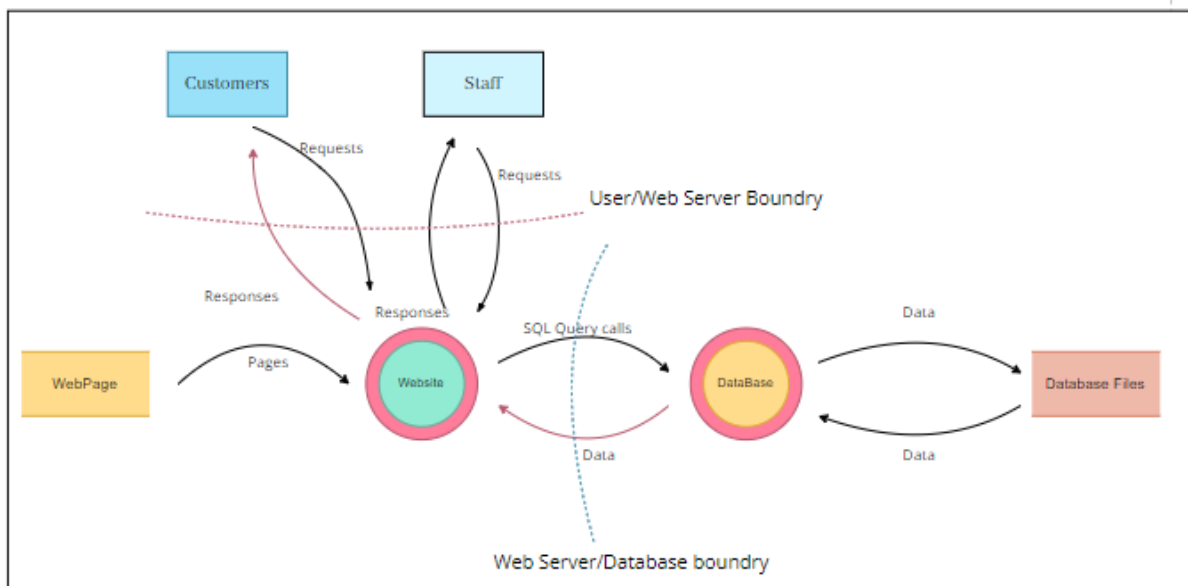 Customers
Staff
Requests
Requests
User/Web Server Boundry
Responses
Responses
SQL Query calls
Data
WebPage
Pages
Website
DataBase
Database Files
Data
Data
Web Server/Database boundry